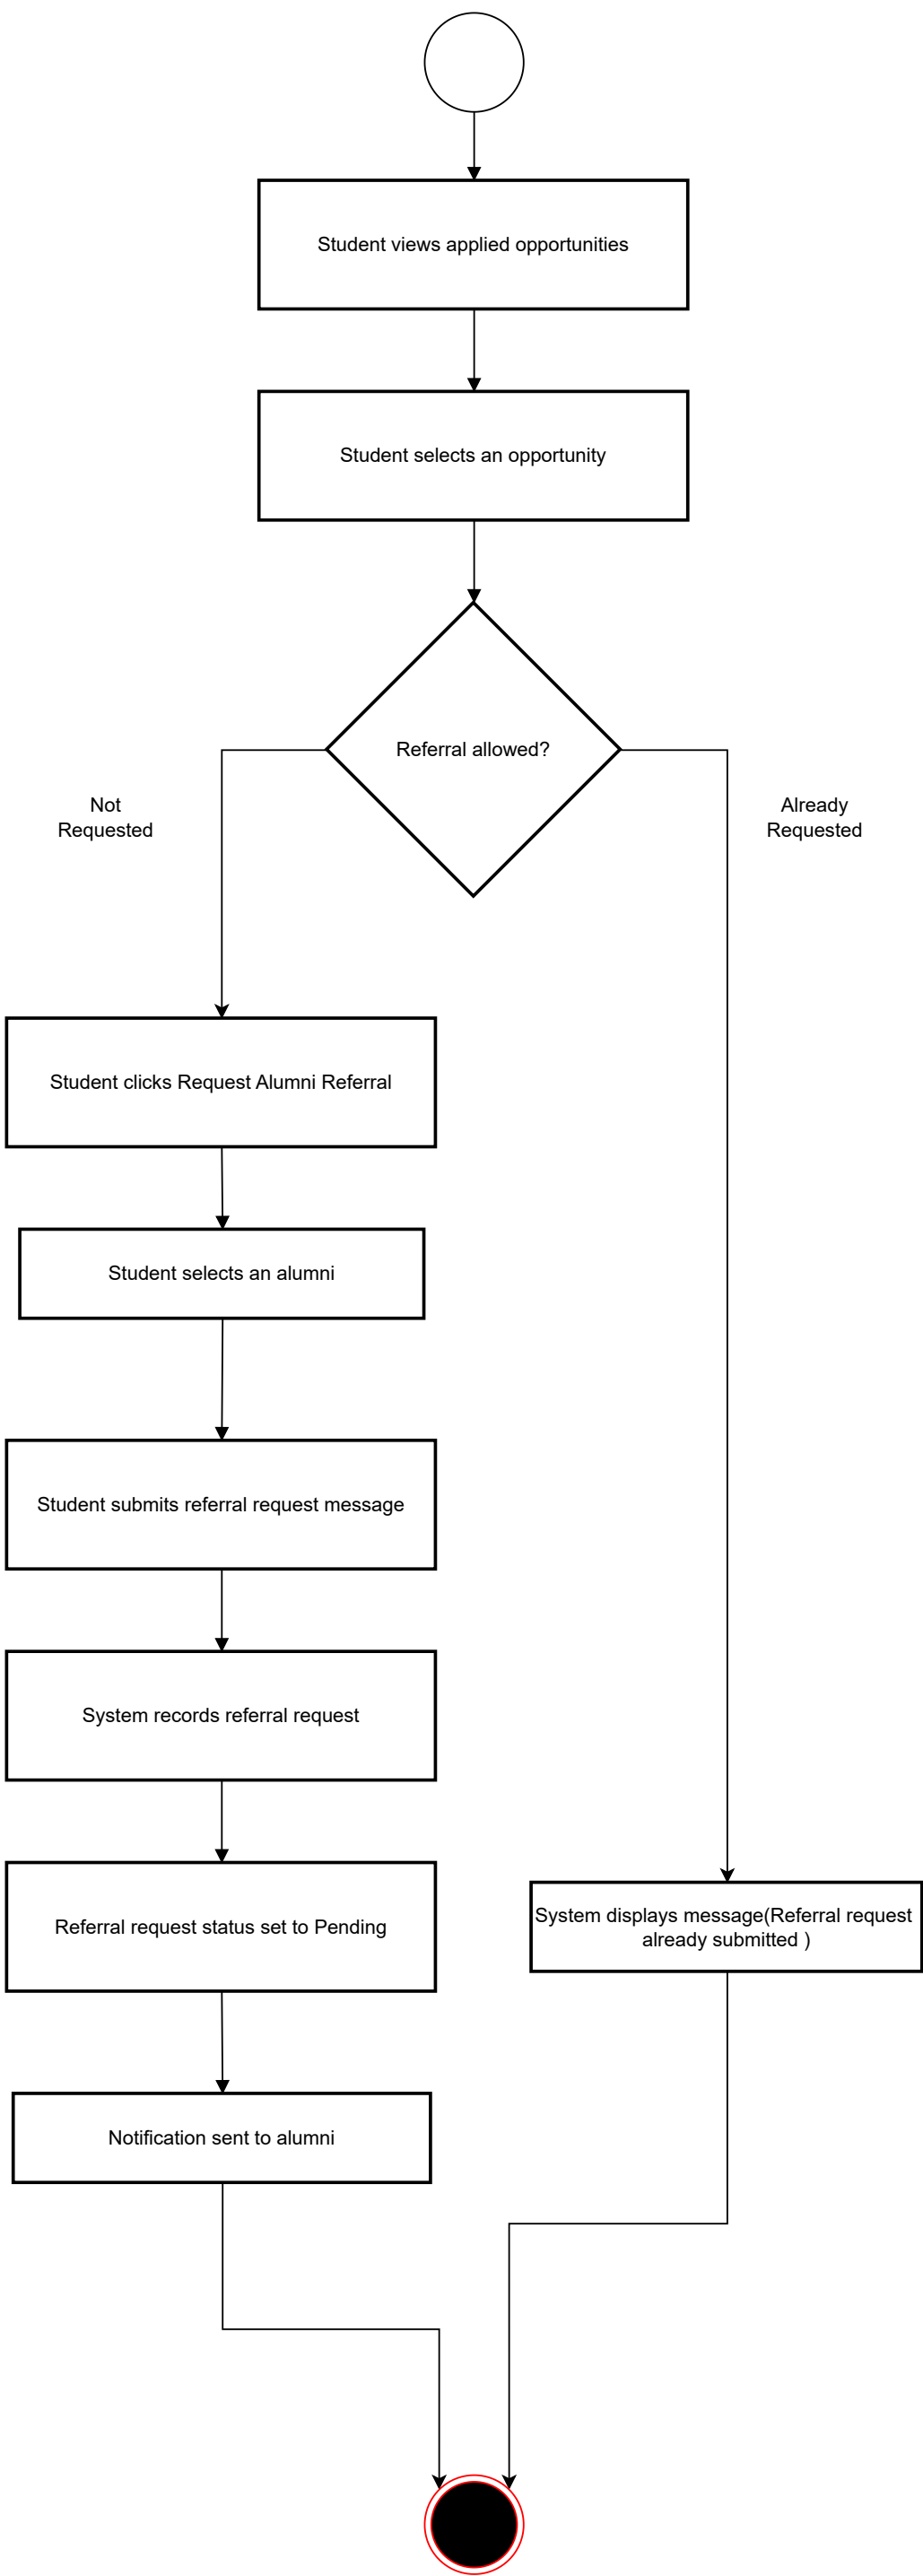 Student views applied opportunities
Student selects an opportunity
Referral allowed?
Not
Requested
Already
Requested
Student clicks Request Alumni Referral
Student selects an alumni
Student submits referral request message
System records referral request
Referral request status set to Pending
System displays message(Referral request
already submitted )
Notification sent to alumni